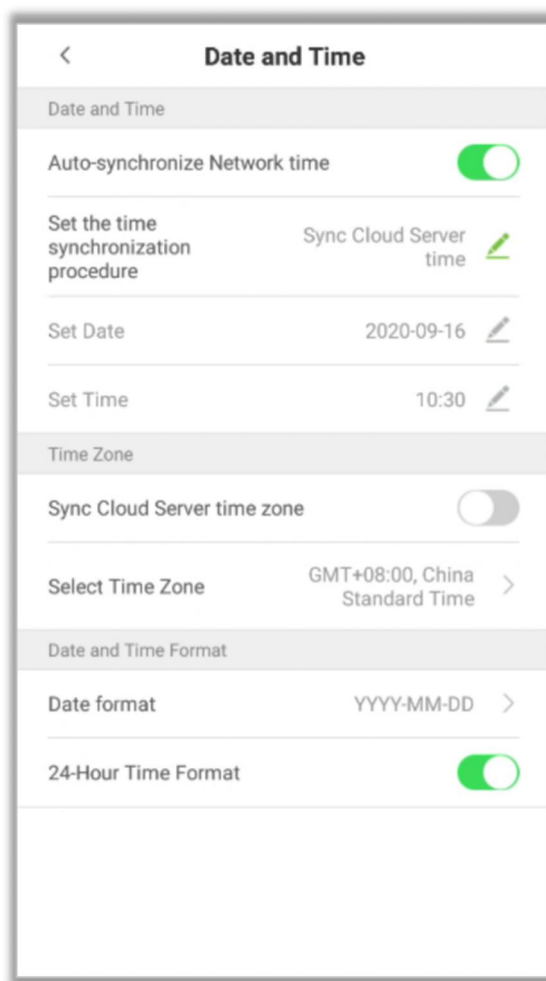 Date and Time
Date and Time
Auto-synchronize Network time
Set the time
synchronization
procedure
Sync Cloud Server
time
Set Date
2020-09-16
Set Time
10:30
Time Zone
Sync Cloud Server time zone
Select Time Zone
GMT+08:00, China
Standard Time
Date and Time Format
Date format
YYYY-MM-DD
24-Hour Time Format